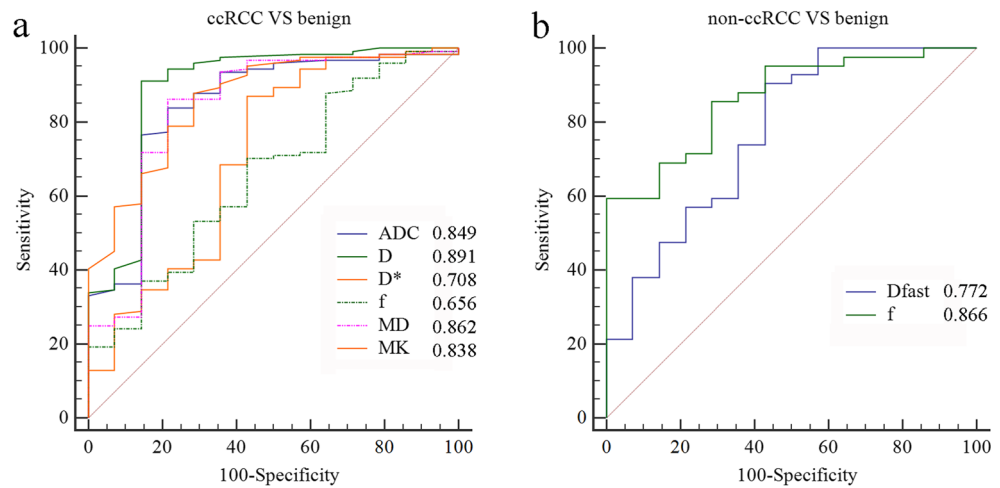 a
ccRCC VS benign
100
80
60
40
20
0
Sensitivity
ADC 0.849
D 0.891
D* 0.708
f 0.656
MD 0.862
MK 0.838
0 20 40 60 80 100
100-Specificity
b
non-ccRCC VS benign
100
80
60
40
20
0
Sensitivity
Dfast 0.772
f 0.866
0 20 40 60 80 100
100-Specificity